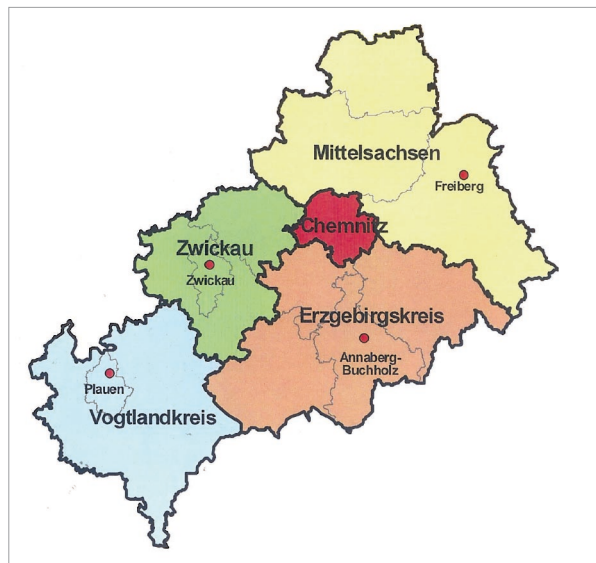 Mittelsachsen
Freiberg
Chemnitz
Zwickau
Zwickau
Erzgebirgskreis
Annaberg-
Buchholz
Plauen
Vogtlandkreis